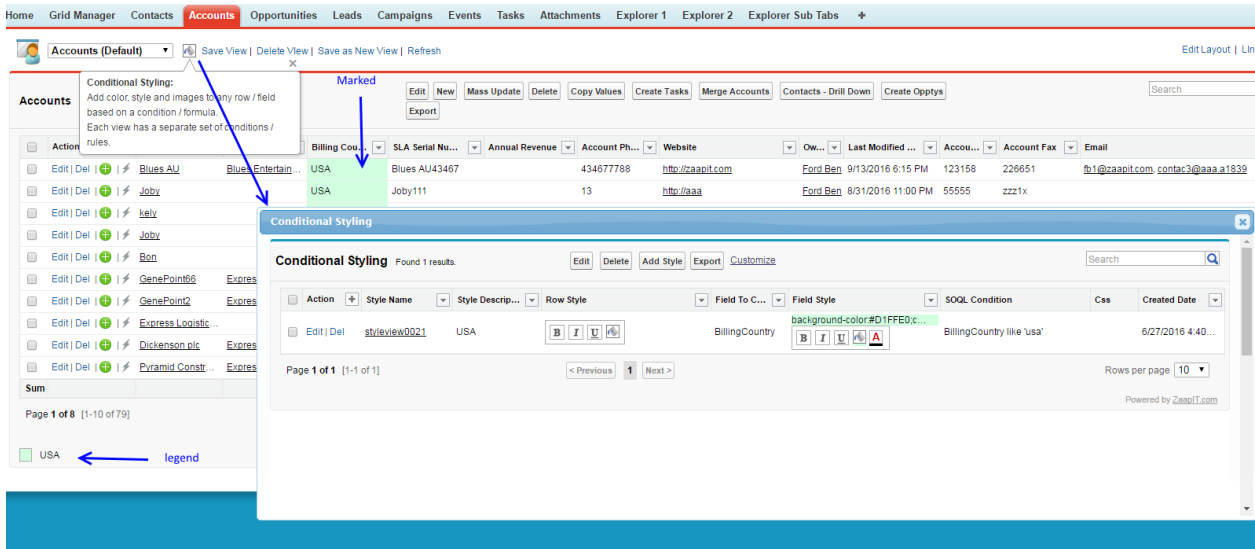 Home Grid Manager Contacts Accounts Opportunities Leads Campaigns Events Tasks Attachments Explorer 1 Explorer 2 Explorer Sub Tabs +
Accounts (Default) Save View | Delete View | Save as New View | Refresh Edit Layout | Lin
Conditional Styling:
Add color, style and images to any row / field
based on a condition / formula.
Each view has a separate set of conditions /
rules.
Marked
Accounts Edit New Mass Update Delete Copy Values Create Tasks Merge Accounts Contacts - Drill Down Create Opptys Search
Export
Action Billing Cou... SLA Serial Nu... Annual Revenue Account Ph... Website Ow... Last Modified ... Accou... Account Fax Email
Edit | Del | Blues AU Blues Entertain... USA Blues AU43467 434677788 http://zaapit.com Ford Ben 9/13/2016 6:15 PM 123158 226651 fb1@zaapit.com, contac3@aaa.a1839
Edit | Del | Joby USA Joby111 13 http://aaa Ford Ben 8/31/2016 11:00 PM 55555 zzz1x
Edit | Del | kely
Edit | Del | Joby
Edit | Del | Bon
Edit | Del | GenePoint66 Expres
Edit | Del | GenePoint2 Expres
Edit | Del | Express Logistic...
Edit | Del | Dickenson plc Expres
Edit | Del | Pyramid Constr... Expres
Sum
Page 1 of 8 [1-10 of 79]
USA legend
Conditional Styling
Conditional Styling Found 1 results. Edit Delete Add Style Export Customize Search
Action + Style Name Style Descrip... Row Style Field To C... Field Style SOQL Condition Css Created Date
background-color:#D1FFE0;c...
Edit | Del styleview0021 USA B I U BillingCountry B I U A BillingCountry like 'usa' 6/27/2016 4:40...
Page 1 of 1 [1-1 of 1] < Previous 1 Next > Rows per page 10
Powered by ZaapIT.com